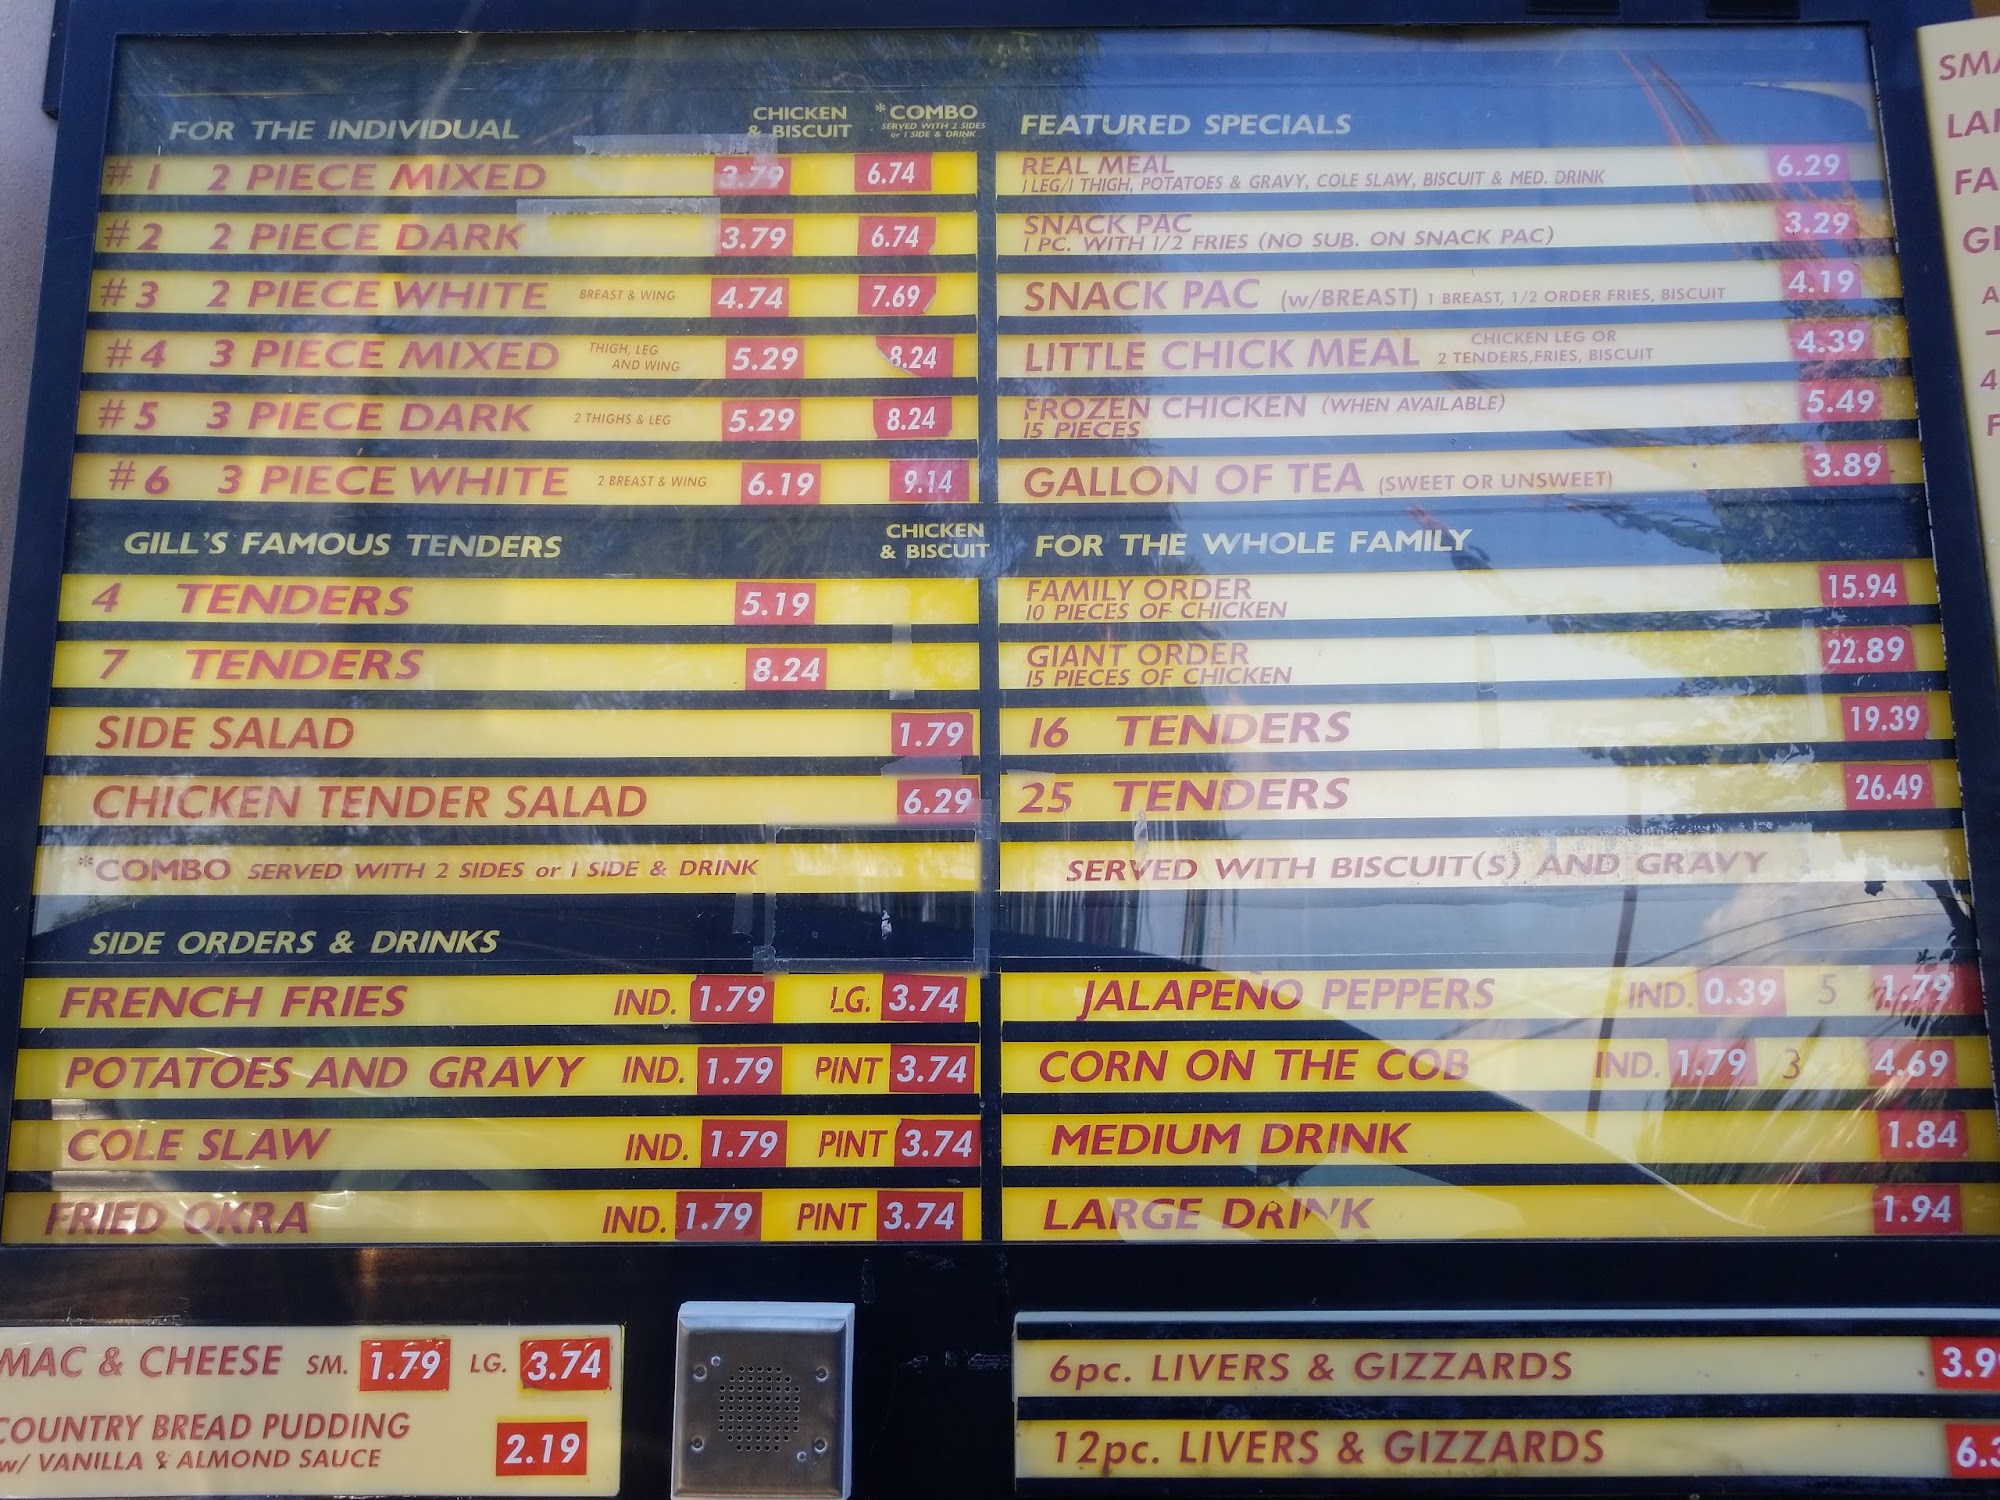 FOR THE INDIVIDUAL CHICKEN & BISCUIT *COMBO
SERVED WITH 2 SIDES
or 1 SIDE & DRINK
#1 2 PIECE MIXED 3.79 6.74
#2 2 PIECE DARK 3.79 6.74
#3 2 PIECE WHITE BREAST & WING 4.74 7.69
#4 3 PIECE MIXED THIGH, LEG AND WING 5.29 8.24
#5 3 PIECE DARK 2 THIGHS & LEG 5.29 8.24
#6 3 PIECE WHITE 2 BREAST & WING 6.19 9.14
GILL'S FAMOUS TENDERS CHICKEN & BISCUIT
4 TENDERS 5.19
7 TENDERS 8.24
SIDE SALAD 1.79
CHICKEN TENDER SALAD 6.29
*COMBO SERVED WITH 2 SIDES or 1 SIDE & DRINK
FEATURED SPECIALS
REAL MEAL 6.29
1 LEG/1 THIGH, POTATOES & GRAVY, COLE SLAW, BISCUIT & MED. DRINK
SNACK PAC 3.29
1 PC. WITH 1/2 FRIES (NO SUB. ON SNACK PAC)
SNACK PAC (w/BREAST) 1 BREAST, 1/2 ORDER FRIES, BISCUIT 4.19
LITTLE CHICK MEAL CHICKEN LEG OR 2 TENDERS,FRIES, BISCUIT 4.39
FROZEN CHICKEN (WHEN AVAILABLE) 5.49
15 PIECES
GALLON OF TEA (SWEET OR UNSWEET) 3.89
FOR THE WHOLE FAMILY
FAMILY ORDER 15.94
10 PIECES OF CHICKEN
GIANT ORDER 22.89
15 PIECES OF CHICKEN
16 TENDERS 19.39
25 TENDERS 26.49
SERVED WITH BISCUIT(S) AND GRAVY
SIDE ORDERS & DRINKS
FRENCH FRIES IND. 1.79 LG. 3.74
POTATOES AND GRAVY IND. 1.79 PINT 3.74
COLE SLAW IND. 1.79 PINT 3.74
FRIED OKRA IND. 1.79 PINT 3.74
JALAPEÑO PEPPERS IND. 0.39 5 1.79
CORN ON THE COB IND. 1.79 3 4.69
MEDIUM DRINK 1.84
LARGE DRINK 1.94
MAC & CHEESE SM. 1.79 LG. 3.74
COUNTRY BREAD PUDDING 2.19
w/ VANILLA & ALMOND SAUCE
6pc. LIVERS & GIZZARDS
12pc. LIVERS & GIZZARDS